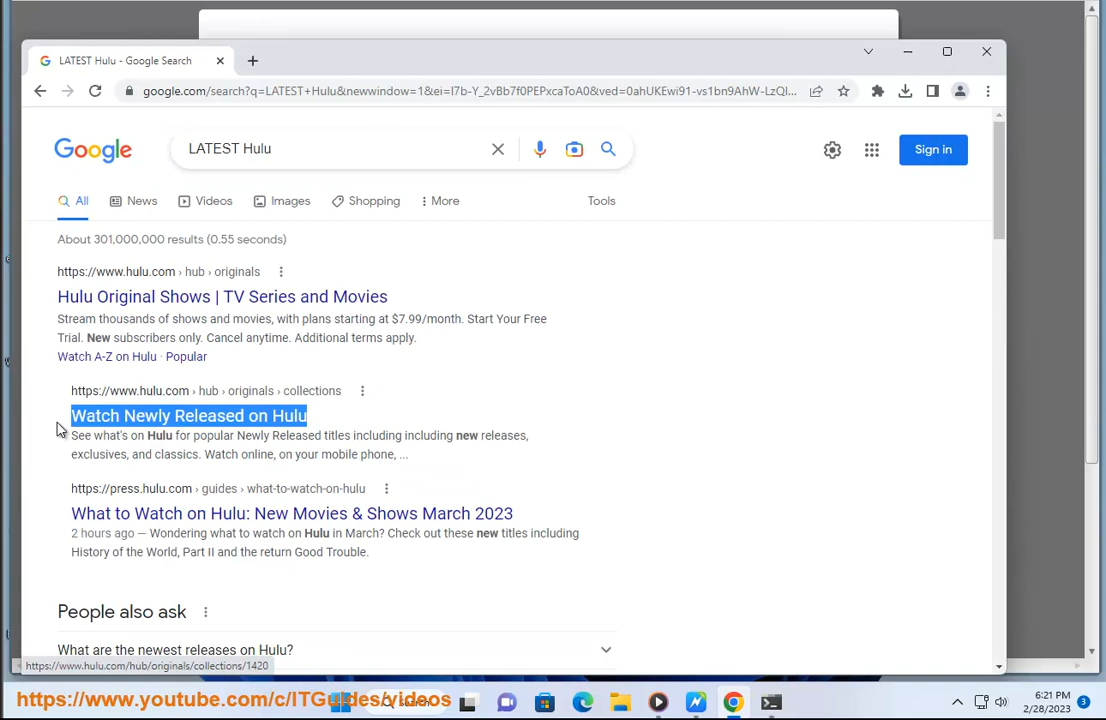 LATEST Hulu - Google Search
google.com/search?q=LATEST+Hulu&newwindow=1&ei=l7b-Y_2vBb7f0PEPxcaToA0&ved=0ahUKEwi91-vs1bn9AhW-LzQl...
Google
LATEST Hulu
Sign in
All
News
Videos
Images
Shopping
More
Tools
About 301,000,000 results (0.55 seconds)
https://www.hulu.com › hub › originals
Hulu Original Shows | TV Series and Movies
Stream thousands of shows and movies, with plans starting at $7.99/month. Start Your Free
Trial. New subscribers only. Cancel anytime. Additional terms apply.
Watch A-Z on Hulu · Popular
https://www.hulu.com › hub › originals › collections
Watch Newly Released on Hulu
See what's on Hulu for popular Newly Released titles including including new releases,
exclusives, and classics. Watch online, on your mobile phone, ...
https://press.hulu.com › guides › what-to-watch-on-hulu
What to Watch on Hulu: New Movies & Shows March 2023
2 hours ago — Wondering what to watch on Hulu in March? Check out these new titles including
History of the World, Part II and the return Good Trouble.
People also ask
What are the newest releases on Hulu?
https://www.hulu.com/hub/originals/collections/1420
https://www.youtube.com/c/ITGuides/videos
6:21 PM
2/28/2023
3